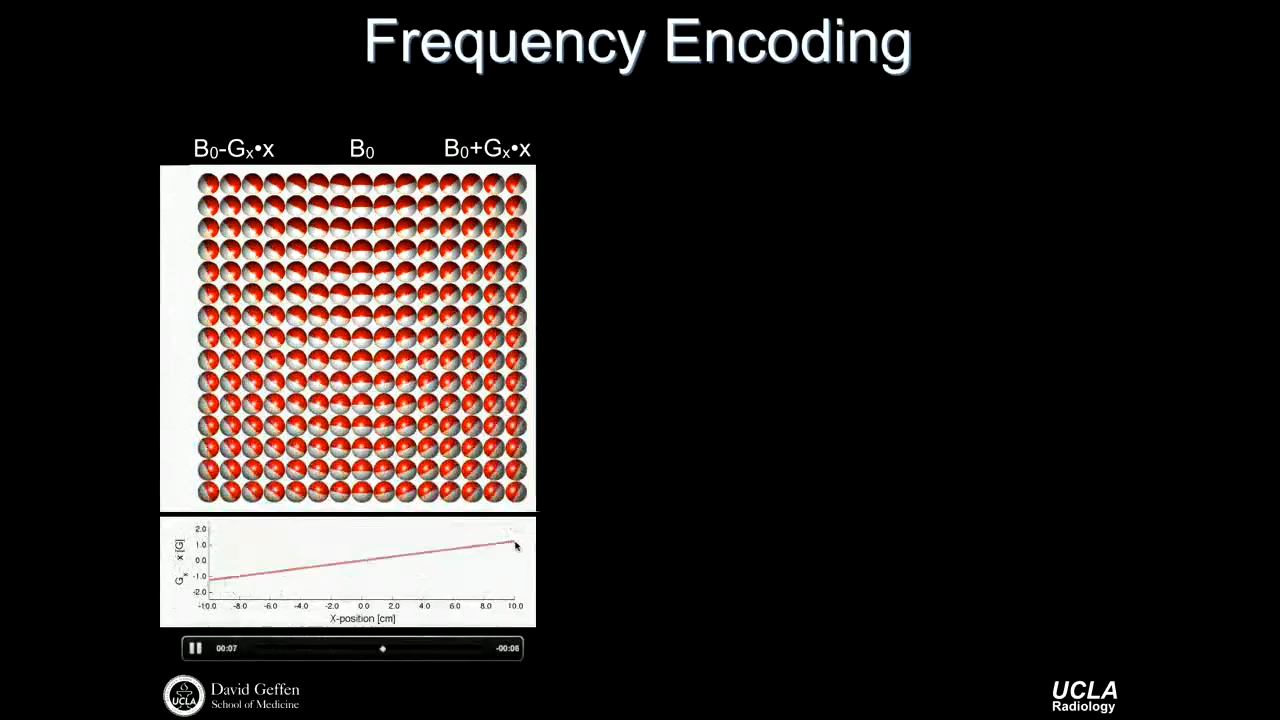 Frequency Encoding
B₀-Gₓ•x B₀ B₀+Gₓ•x
2.0
1.0
0.0
-1.0
-2.0
Gₓ x [G]
-10.0 -8.0 -6.0 -4.0 -2.0 0.0 2.0 4.0 6.0 8.0 10.0
X-position [cm]
00:07 -00:06
UCLA
David Geffen
School of Medicine
UCLA
Radiology